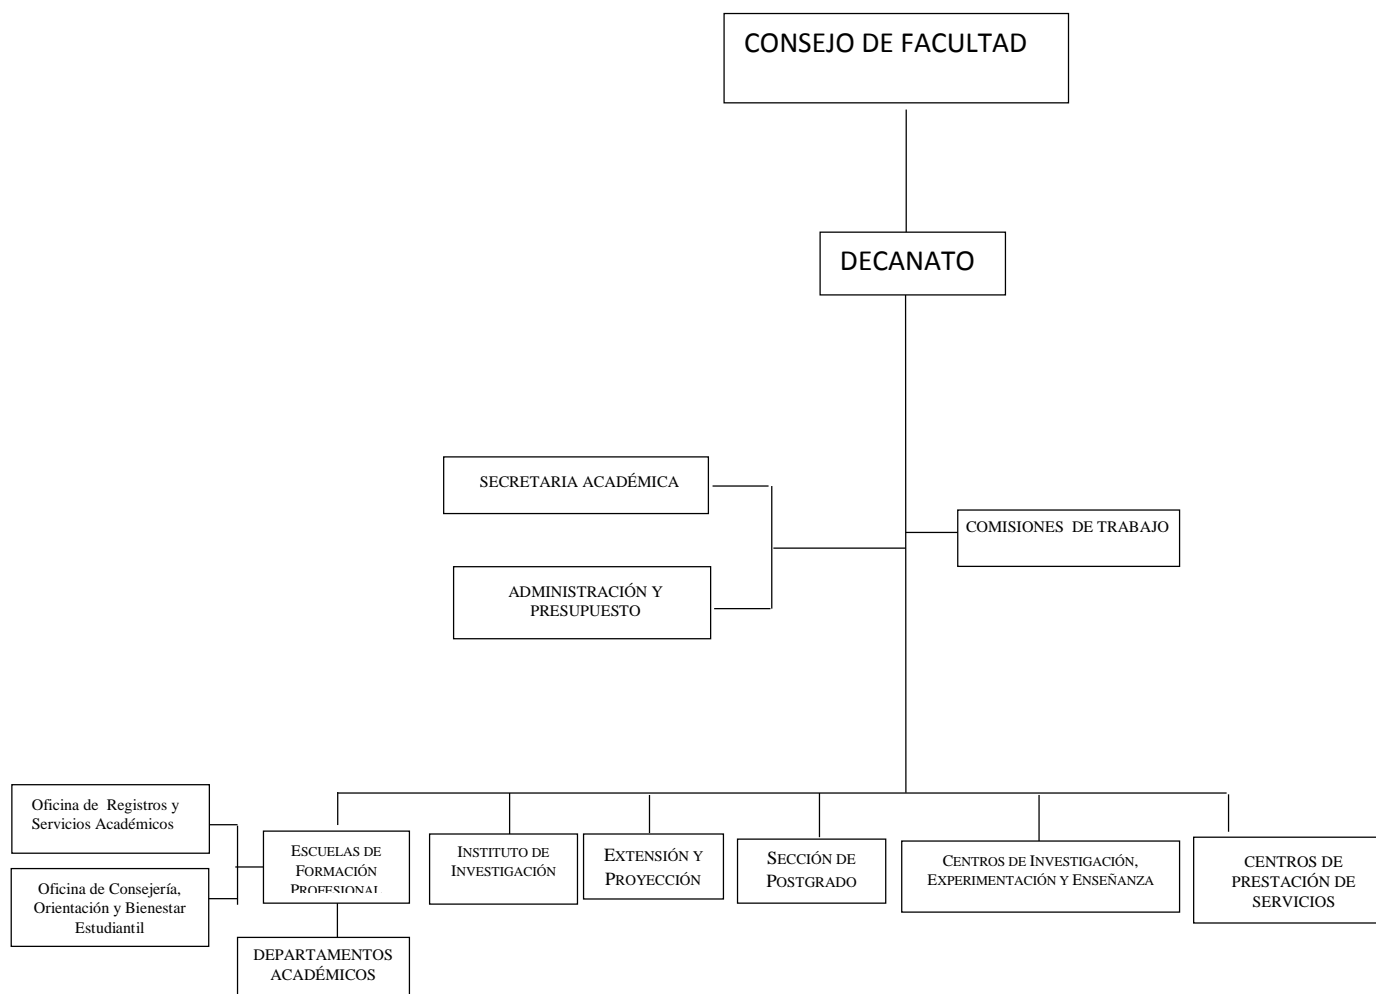 CONSEJO DE FACULTAD
DECANATO
SECRETARIA ACADÉMICA
COMISIONES DE TRABAJO
ADMINISTRACIÓN Y
PRESUPUESTO
Oficina de Registros y
Servicios Académicos
Oficina de Consejería,
Orientación y Bienestar
Estudiantil
ESCUELAS DE
FORMACIÓN
PROFESIONAL
DEPARTAMENTOS
ACADÉMICOS
INSTITUTO DE
INVESTIGACIÓN
EXTENSIÓN Y
PROYECCIÓN
SECCIÓN DE
POSTGRADO
CENTROS DE INVESTIGACIÓN,
EXPERIMENTACIÓN Y ENSEÑANZA
CENTROS DE
PRESTACIÓN DE
SERVICIOS